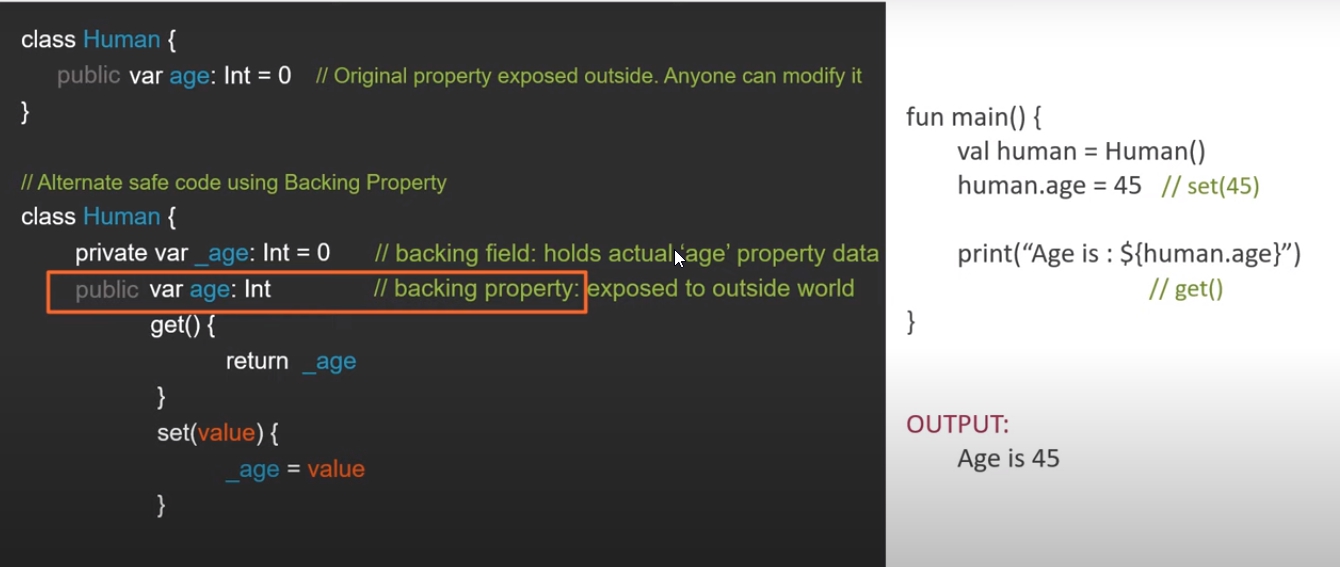 class Human {
public var age: Int = 0 // Original property exposed outside. Anyone can modify it
}
// Alternate safe code using Backing Property
class Human {
private var _age: Int = 0 // backing field: holds actual ‘age’ property data
public var age: Int // backing property: exposed to outside world
get() {
return _age
}
set(value) {
_age = value
}
fun main() {
val human = Human()
human.age = 45 // set(45)
print(“Age is : ${human.age}”)
// get()
}
OUTPUT:
Age is 45